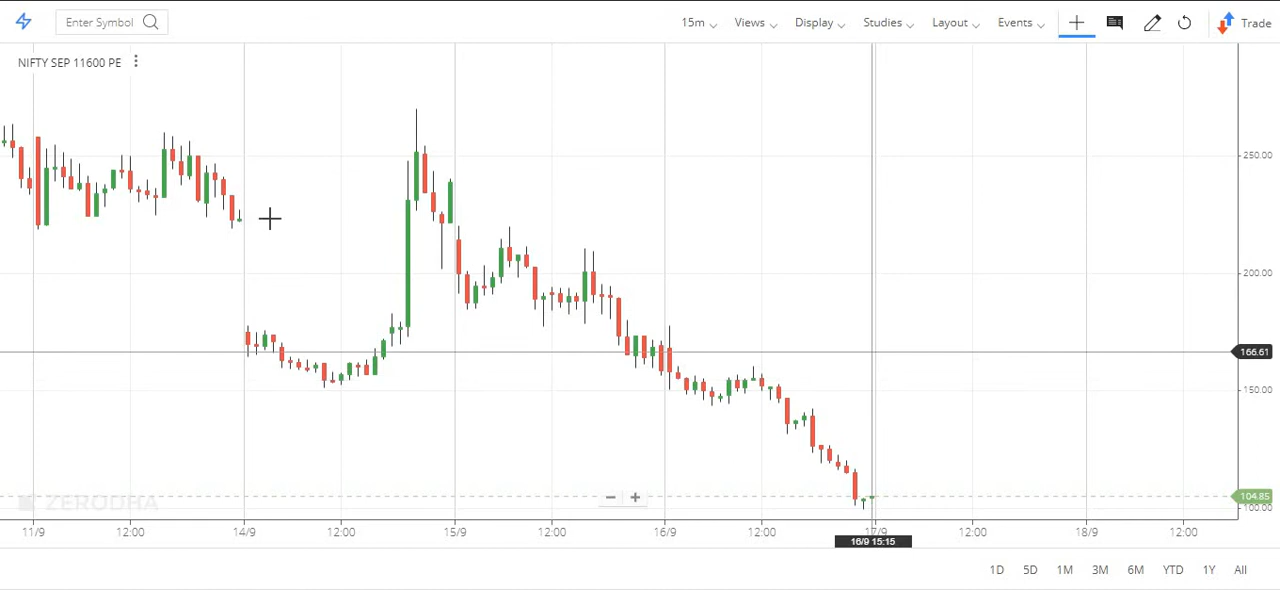 Enter Symbol 15m Views Display Studies Layout Events Trade
NIFTY SEP 11600 PE
250.00
200.00
166.61
150.00
104.85
100.00
ZERODHA
11/9 12:00 14/9 12:00 15/9 12:00 16/9 12:00 17/9 12:00 18/9 12:00
16/9 15:15
1D 5D 1M 3M 6M YTD 1Y All